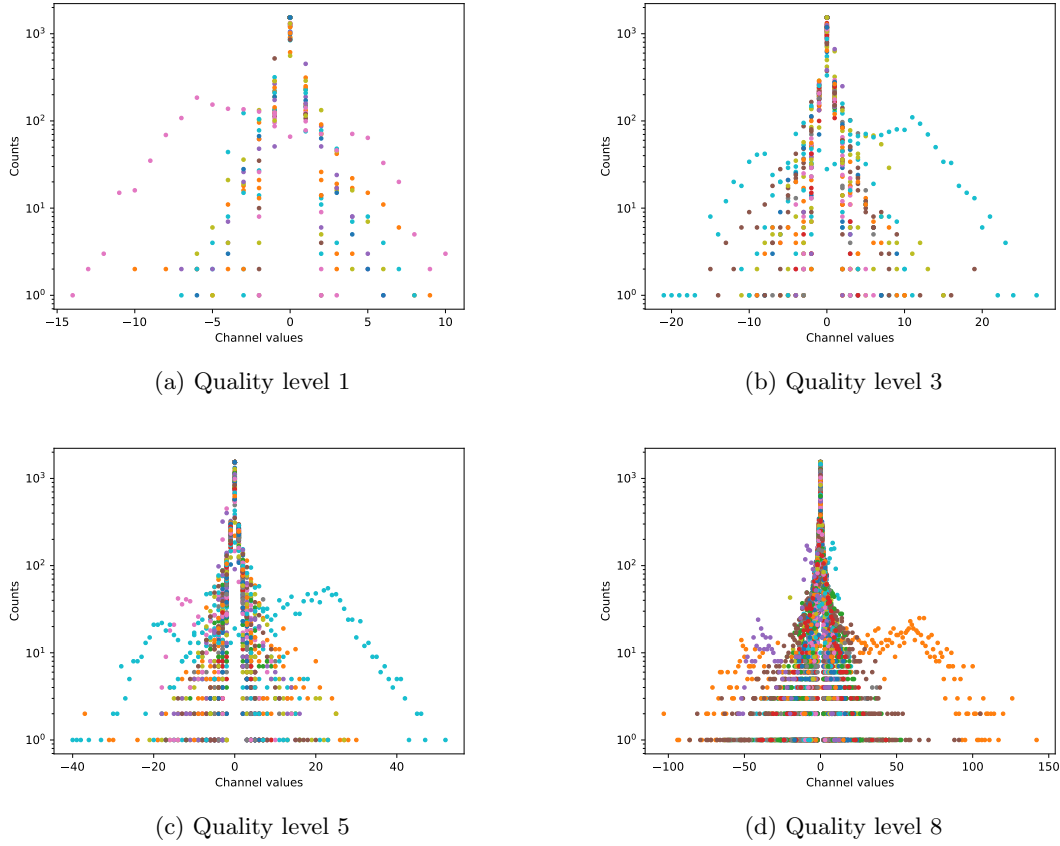 10³
10²
10¹
10⁰
Counts
−15 −10 −5 0 5 10
Channel values
(a) Quality level 1
10³
10²
10¹
10⁰
Counts
−20 −10 0 10 20
Channel values
(b) Quality level 3
10³
10²
10¹
10⁰
Counts
−40 −20 0 20 40
Channel values
(c) Quality level 5
10³
10²
10¹
10⁰
Counts
−100 −50 0 50 100 150
Channel values
(d) Quality level 8